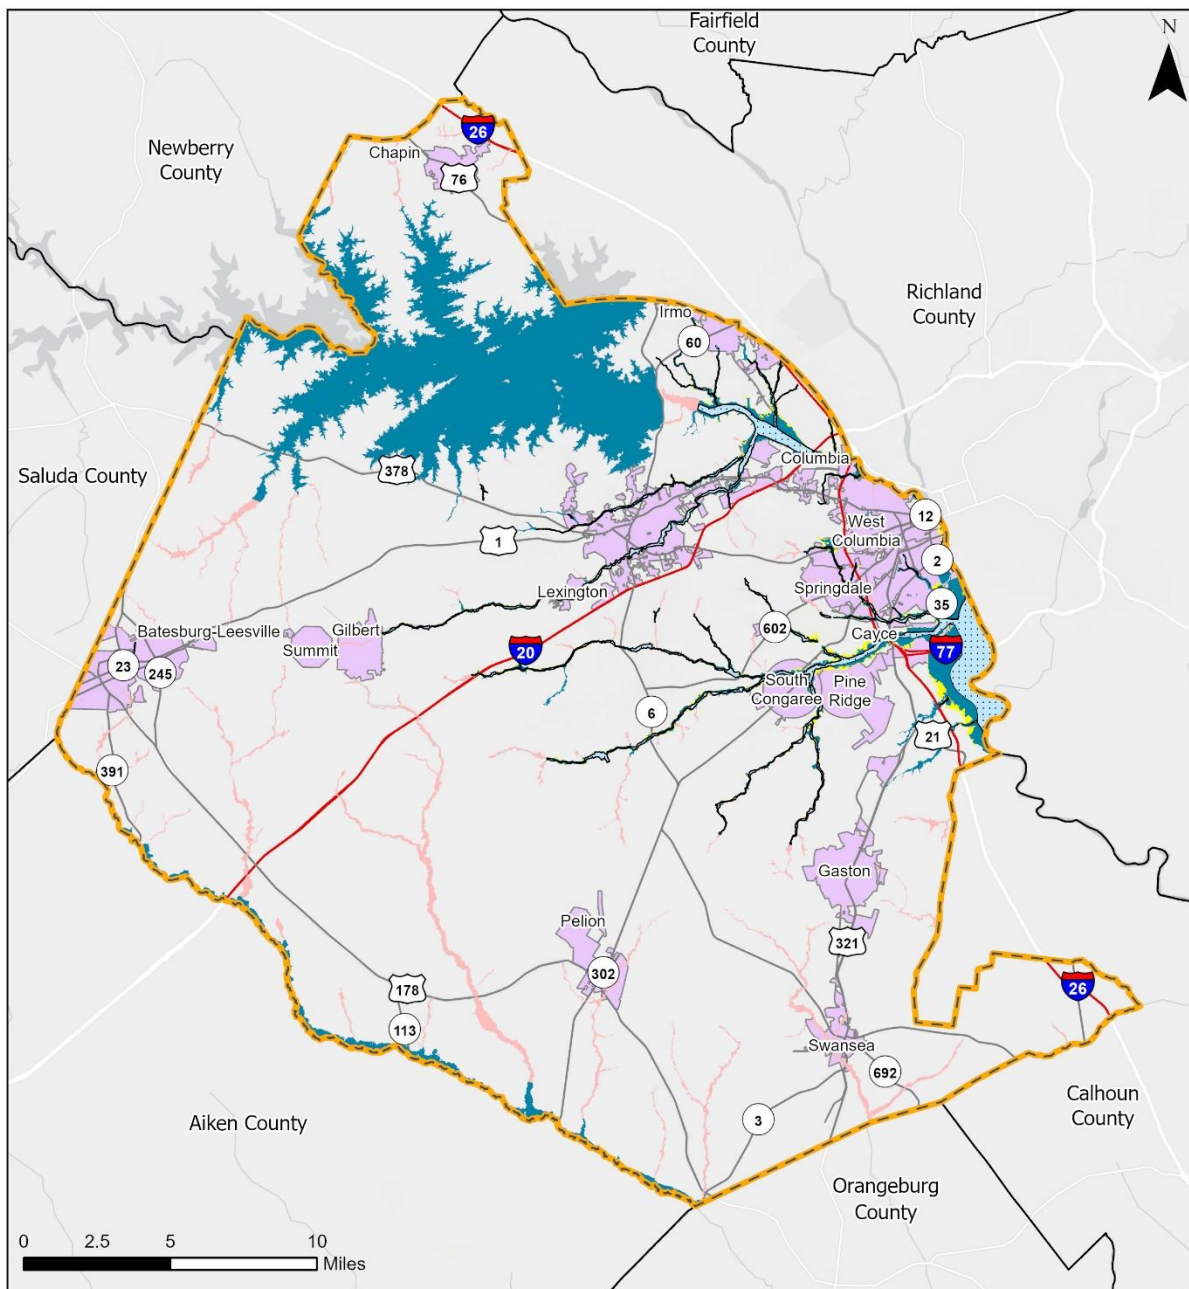 Fairfield
County
N
26
Newberry
County
Chapin
76
Richland
County
Irmo
60
Saluda County
378
Columbia
12
1
West
Columbia
2
Lexington
Springdale
35
Batesburg-Leesville
Gilbert
602
Cayce
Summit
20
77
23
245
South
Congaree
Pine
Ridge
6
21
391
Gaston
Pelion
321
302
178
26
113
Swansea
692
Calhoun
County
Aiken County
3
Orangeburg
County
0 2.5 5 10
Miles